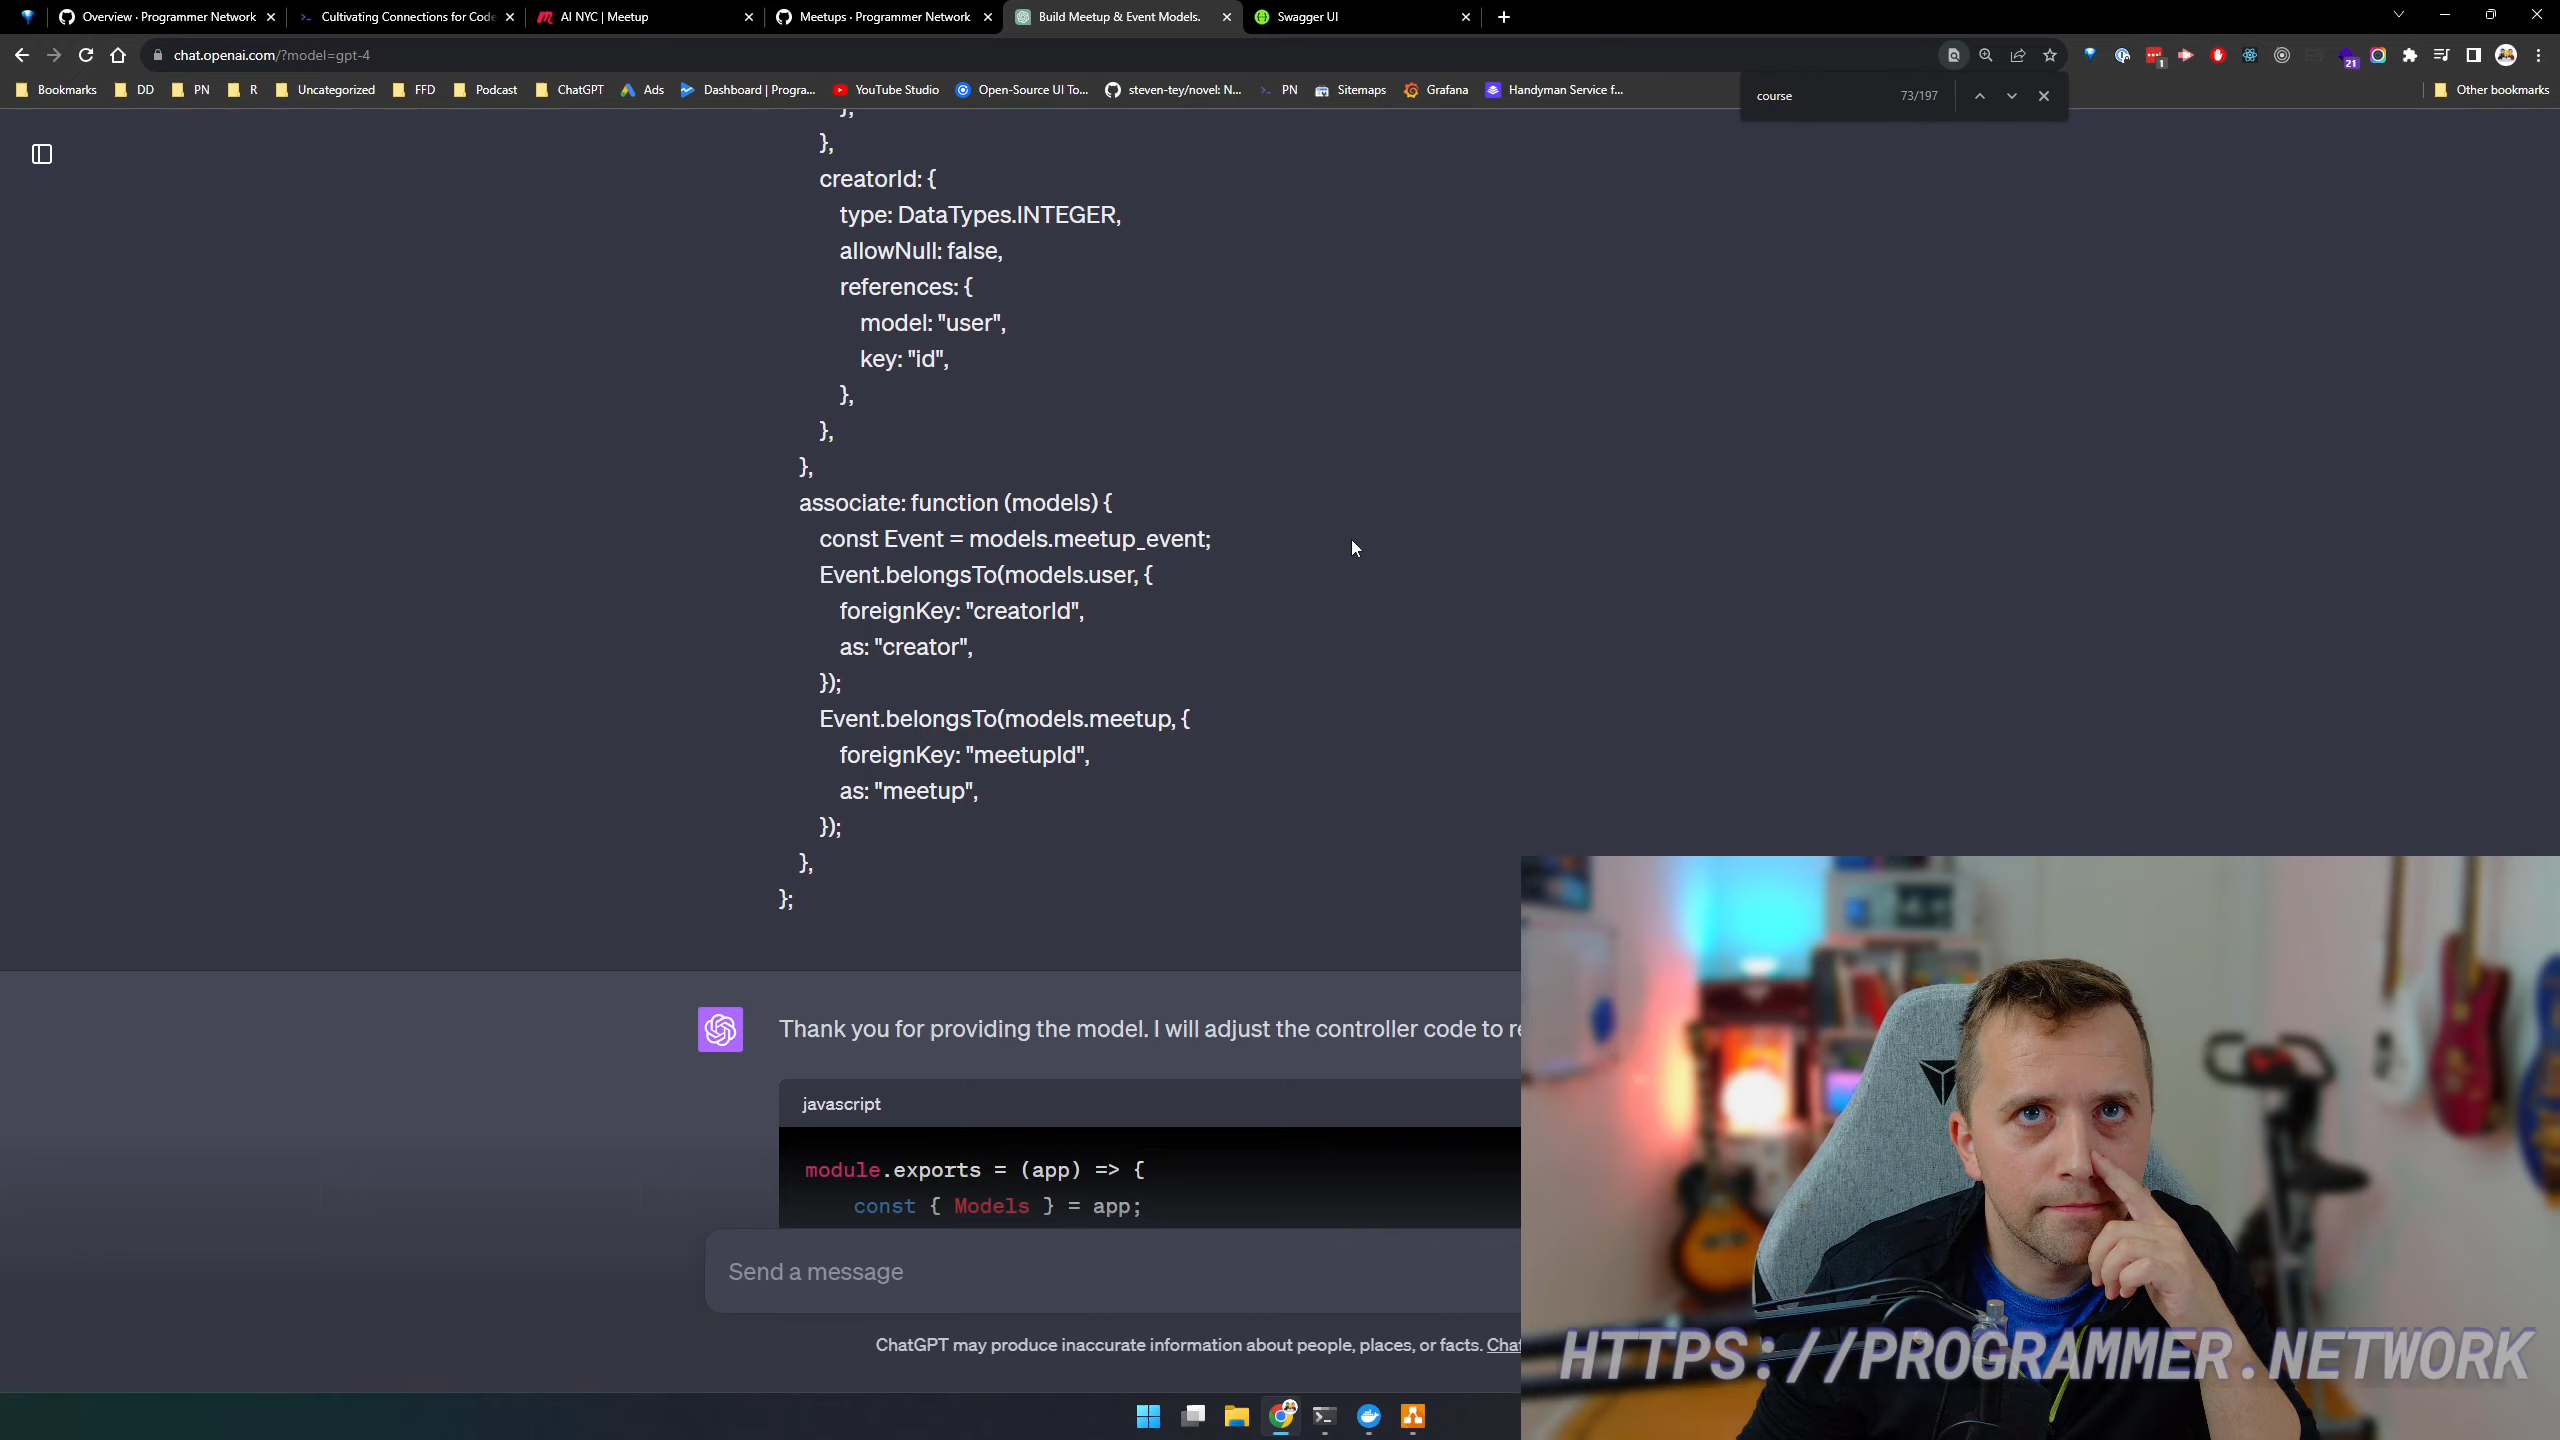 Overview · Programmer Network
Cultivating Connections for Code
AI NYC | Meetup
Meetups · Programmer Network
Build Meetup & Event Models.
Swagger UI
chat.openai.com/?model=gpt-4
1
21
Bookmarks
DD
PN
R
Uncategorized
FFD
Podcast
ChatGPT
Ads
Dashboard | Progra...
YouTube Studio
Open-Source UI To...
steven-tey/novel: N...
PN
Sitemaps
Grafana
Handyman Service f...
Other bookmarks
course
73/197
},
},
creatorId: {
type: DataTypes.INTEGER,
allowNull: false,
references: {
model: "user",
key: "id",
},
},
},
associate: function (models) {
const Event = models.meetup_event;
Event.belongsTo(models.user, {
foreignKey: "creatorId",
as: "creator",
});
Event.belongsTo(models.meetup, {
foreignKey: "meetupId",
as: "meetup",
});
},
};
Thank you for providing the model. I will adjust the controller code to re
javascript
module.exports = (app) => {
const { Models } = app;
Send a message
ChatGPT may produce inaccurate information about people, places, or facts. Chat
HTTPS://PROGRAMMER.NETWORK